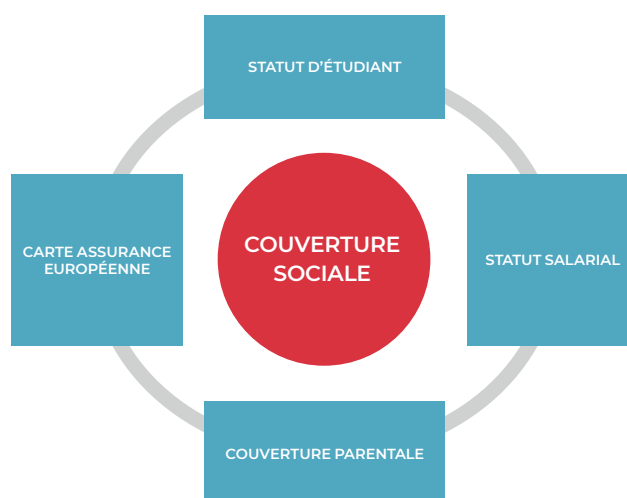 STATUT D'ÉTUDIANT
CARTE ASSURANCE
EUROPÉENNE
COUVERTURE
SOCIALE
STATUT SALARIAL
COUVERTURE PARENTALE